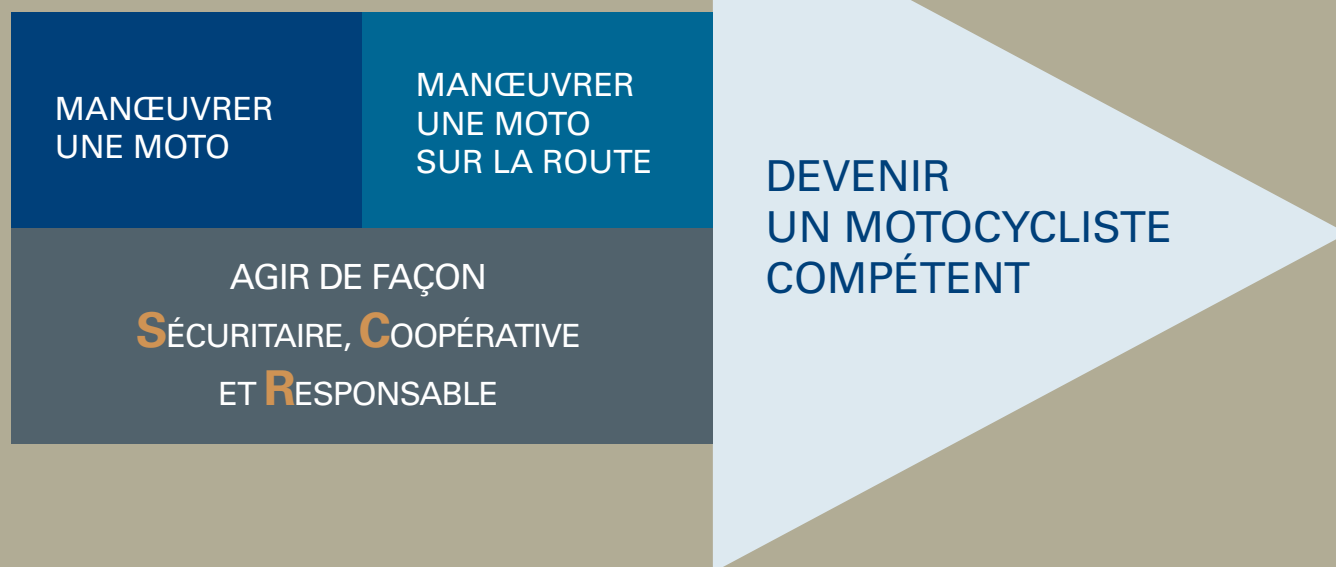 MANŒUVRER
UNE MOTO
MANŒUVRER
UNE MOTO
SUR LA ROUTE
AGIR DE FAÇON
SÉCURITAIRE, COOPÉRATIVE
ET RESPONSABLE
DEVENIR
UN MOTOCYCLISTE
COMPÉTENT